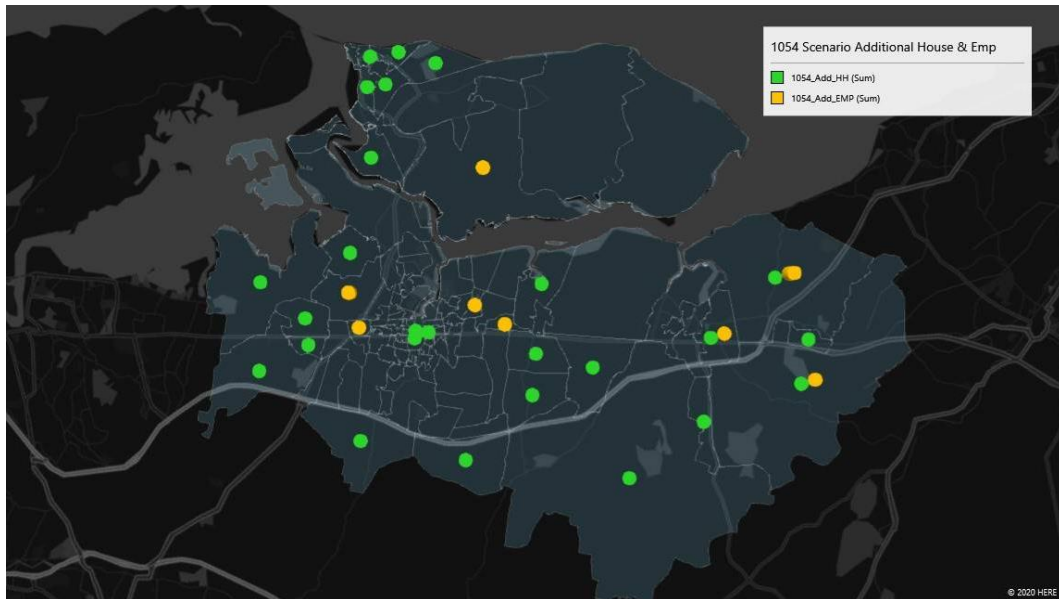 1054 Scenario Additional House & Emp
1054_Add_HH (Sum)
1054_Add_EMP (Sum)
© 2020 HERE